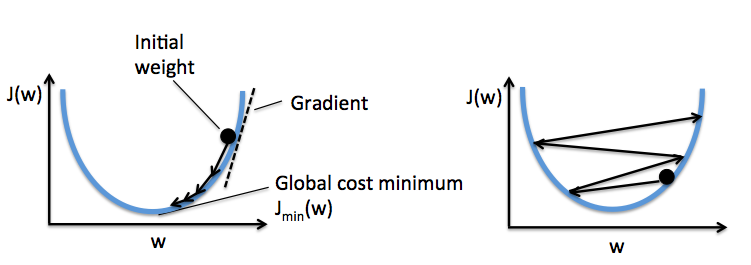 Initial
weight
J(w)
Gradient
Global cost minimum
Jmin(w)
w
J(w)
w